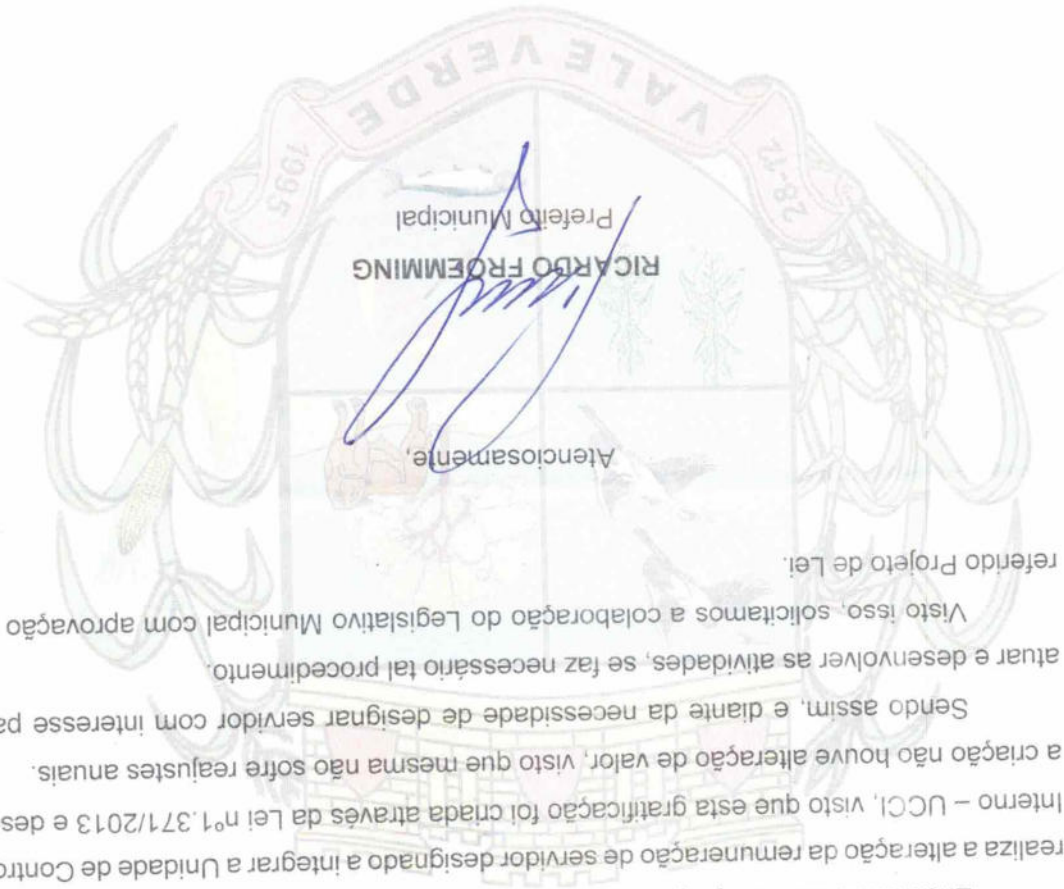 realiza a alteração da remuneração de servidor designado a integrar a Unidade de
Interno – UCCI, visto que esta gratificação foi criada através da Lei nº1.371/2013 e
a criação não houve alteração de valor, visto que mesma não sofre reajustes anuais.
Sendo assim, e diante da necessidade de designar servidor com interesse
atuar e desenvolver as atividades, se faz necessário tal procedimento.
Visto isso, solicitamos a colaboração do Legislativo Municipal com aprovação
referido Projeto de Lei.
Atenciosamente,
RICARDO FROEMMING
Prefeito Municipal
28-12 VALE VERDE 1995